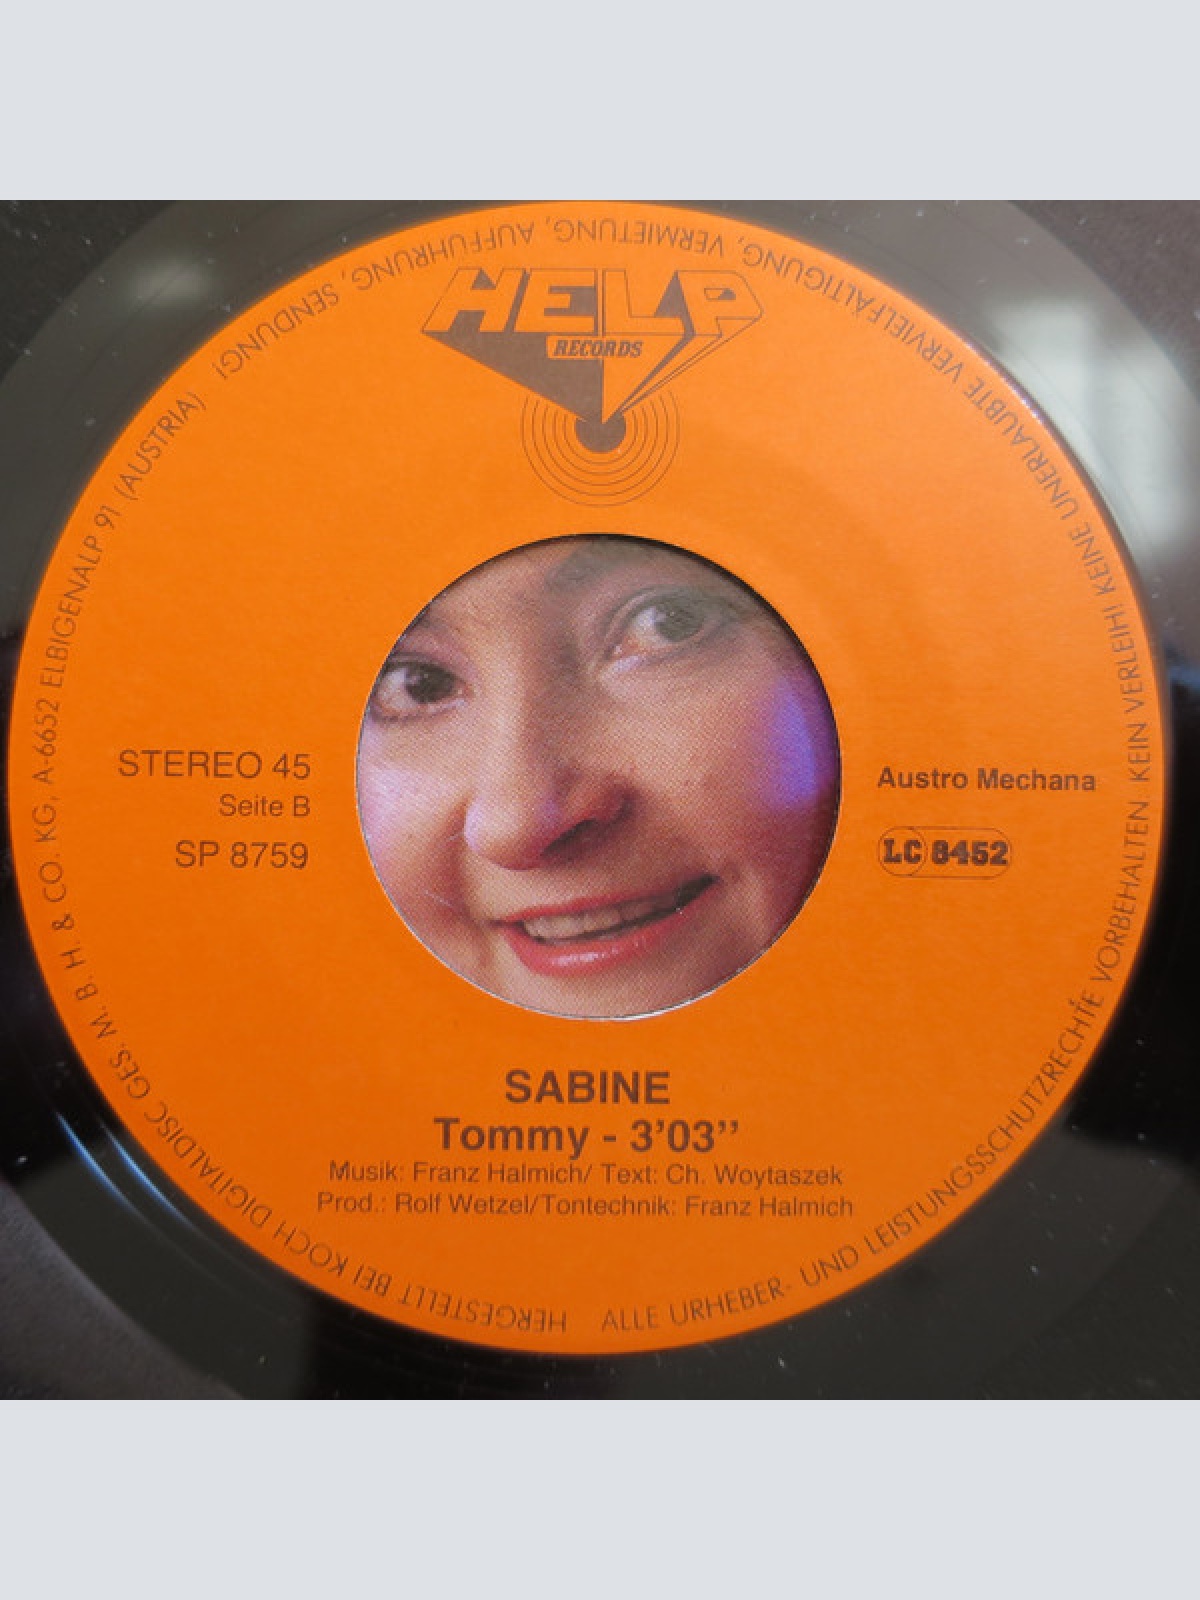 HELP
RECORDS
STEREO 45
Seite B
SP 8759
Austro Mechana
LC 8452
SABINE
Tommy - 3'03''
Musik: Franz Halmich/ Text: Ch. Woytaszek
Prod.: Rolf Wetzel/Tontechnik: Franz Halmich
HERGESTELLT BEI KOCH DIGITALDISC GES. M. B. H. & CO. KG, A-6652 ELBIGENALP 91 (AUSTRIA)
ALLE URHEBER- UND LEISTUNGSSCHUTZRECHTE VORBEHALTEN. KEIN VERLEIH! KEINE UNERLAUBTE VERVIELFÄLTIGUNG, VERMIETUNG, AUFFÜHRUNG, SENDUNG!